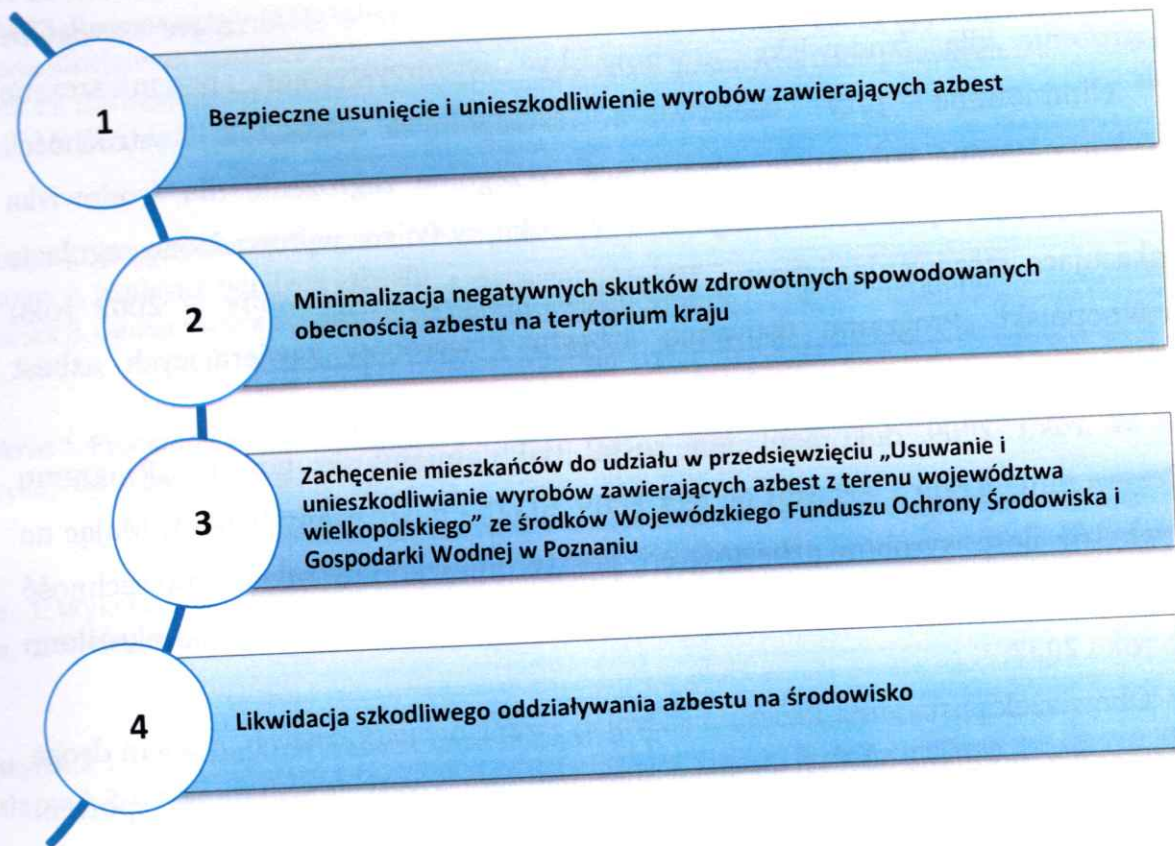 1
Bezpieczne usunięcie i unieszkodliwienie wyrobów zawierających azbest
2
Minimalizacja negatywnych skutków zdrowotnych spowodowanych
obecnością azbestu na terytorium kraju
3
Zachęcenie mieszkańców do udziału w przedsięwzięciu „Usuwanie i
unieszkodliwianie wyrobów zawierających azbest z terenu województwa
wielkopolskiego” ze środków Wojewódzkiego Funduszu Ochrony Środowiska i
Gospodarki Wodnej w Poznaniu
4
Likwidacja szkodliwego oddziaływania azbestu na środowisko